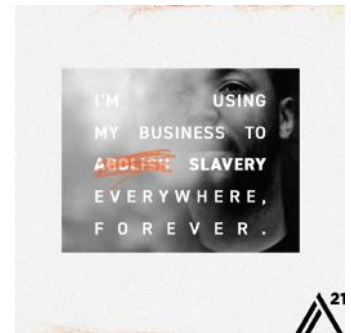 I'M USING
MY BUSINESS TO
ABOLISH SLAVERY
EVERYWHERE,
FOREVER.
21